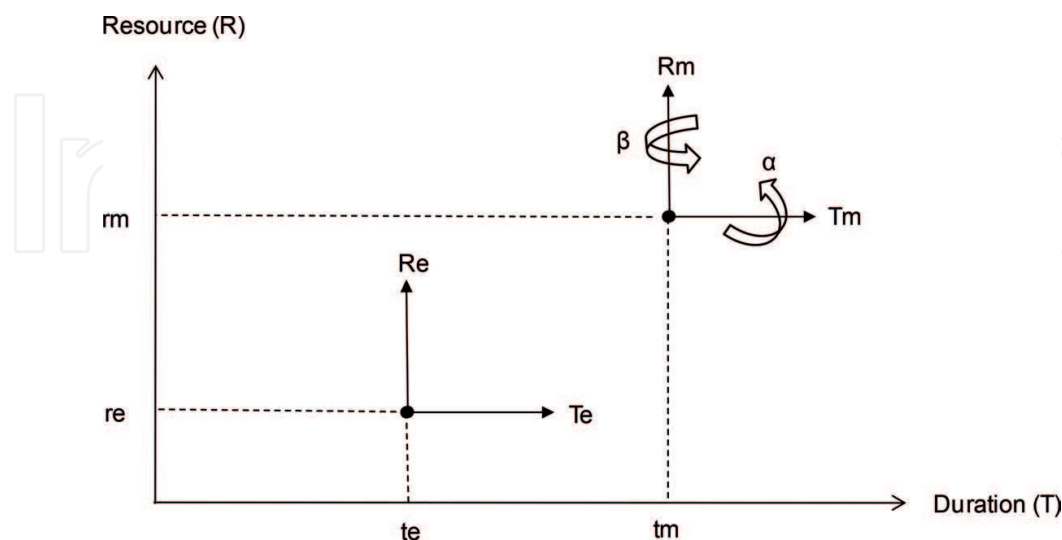 Resource (R)
Rm
β
α
rm
Tm
Re
re
Te
Duration (T)
te
tm